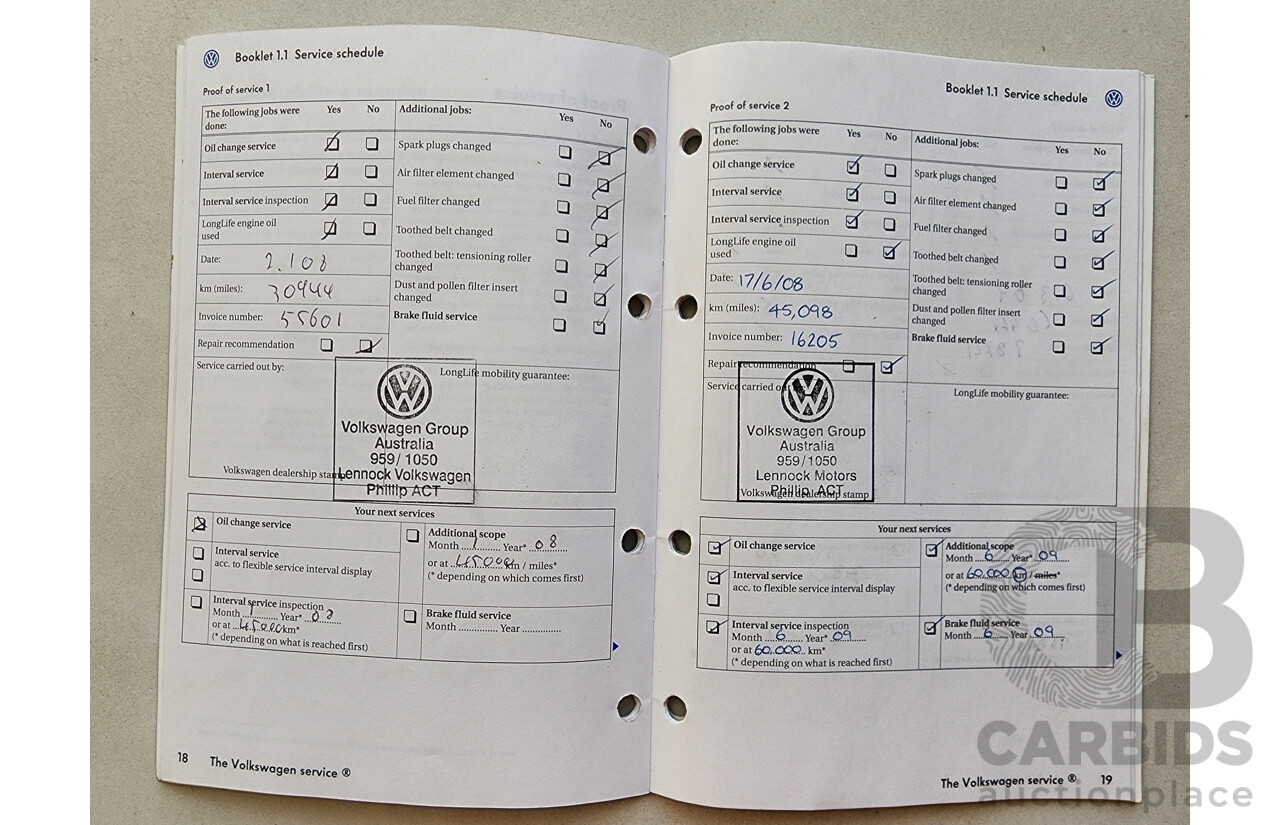 Booklet 1.1 Service schedule
Proof of service 1
The following jobs were done:
Yes No
Additional jobs:
Yes No
Oil change service
Interval service
Interval service inspection
LongLife engine oil
used
Date:
km (miles): 30944
Invoice number: 55601
Repair recommendation
Spark plugs changed
Air filter element changed
Fuel filter changed
Toothed belt changed
Toothed belt: tensioning roller
changed
Dust and pollen filter insert
changed
Brake fluid service
Service carried out by:
LongLife mobility guarantee:
Volkswagen Group
Australia
959/1050
Lennock Volkswagen
Phillip ACT
Volkswagen dealership stamp
Your next services
Oil change service
Interval service
acc. to flexible service interval display
Interval service inspection
Month 1 Year* 08
or at 45000 km*
(* depending on what is reached first)
Additional scope
Month 1 Year* 08
or at 45000 km / miles*
(* depending on which comes first)
Brake fluid service
Month Year
18 The Volkswagen service ®
Booklet 1.1 Service schedule
Proof of service 2
The following jobs were
done:
Yes No
Additional jobs:
Yes No
Oil change service
Interval service
Interval service inspection
LongLife engine oil
used
Date: 17/6/08
km (miles): 45,098
Invoice number: 16205
Repair recommendation
Spark plugs changed
Air filter element changed
Fuel filter changed
Toothed belt changed
Toothed belt: tensioning roller
changed
Dust and pollen filter insert
changed
Brake fluid service
Service carried out
LongLife mobility guarantee:
Volkswagen Group
Australia
959/1050
Lennock Motors
Phillip ACT
Volkswagen dealership stamp
Your next services
Oil change service
Interval service
acc. to flexible service interval display
Interval service inspection
Month 6 Year* 09
or at 60,000 km*
(* depending on what is reached first)
Additional scope
Month 6 Year* 09
or at 60,000 km / miles*
(* depending on which comes first)
Brake fluid service
Month 6 Year 09
The Volkswagen service ® 19
CARBIDS
auctionplace